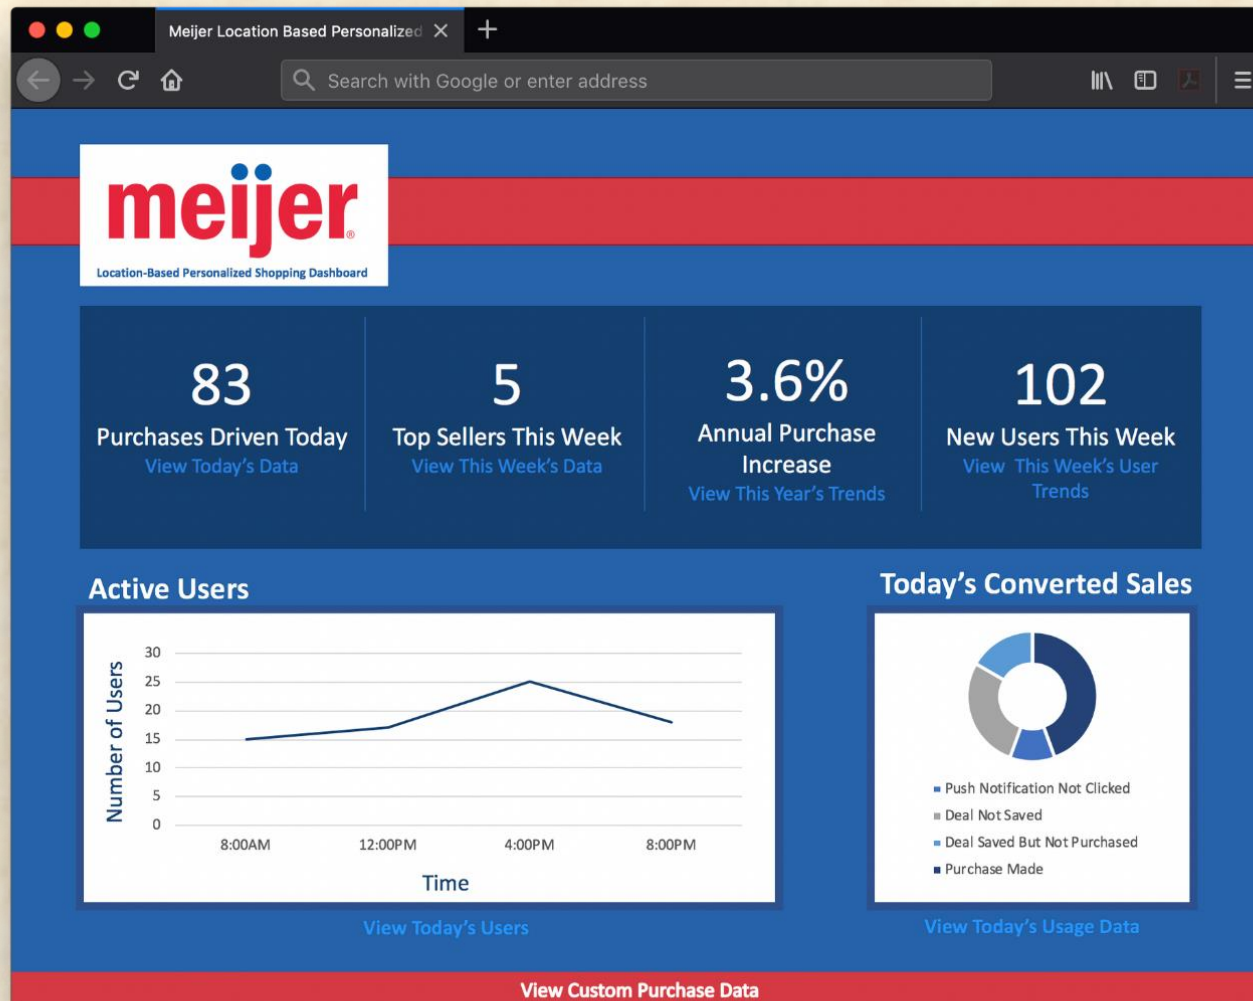 Meijer Location Based Personalized
Search with Google or enter address
meijer®
Location-Based Personalized Shopping Dashboard
83
Purchases Driven Today
View Today's Data
5
Top Sellers This Week
View This Week's Data
3.6%
Annual Purchase
Increase
View This Year's Trends
102
New Users This Week
View This Week's User
Trends
Active Users
Number of Users
30
25
20
15
10
5
0
8:00AM 12:00PM 4:00PM 8:00PM
Time
View Today's Users
Today's Converted Sales
Push Notification Not Clicked
Deal Not Saved
Deal Saved But Not Purchased
Purchase Made
View Today's Usage Data
View Custom Purchase Data